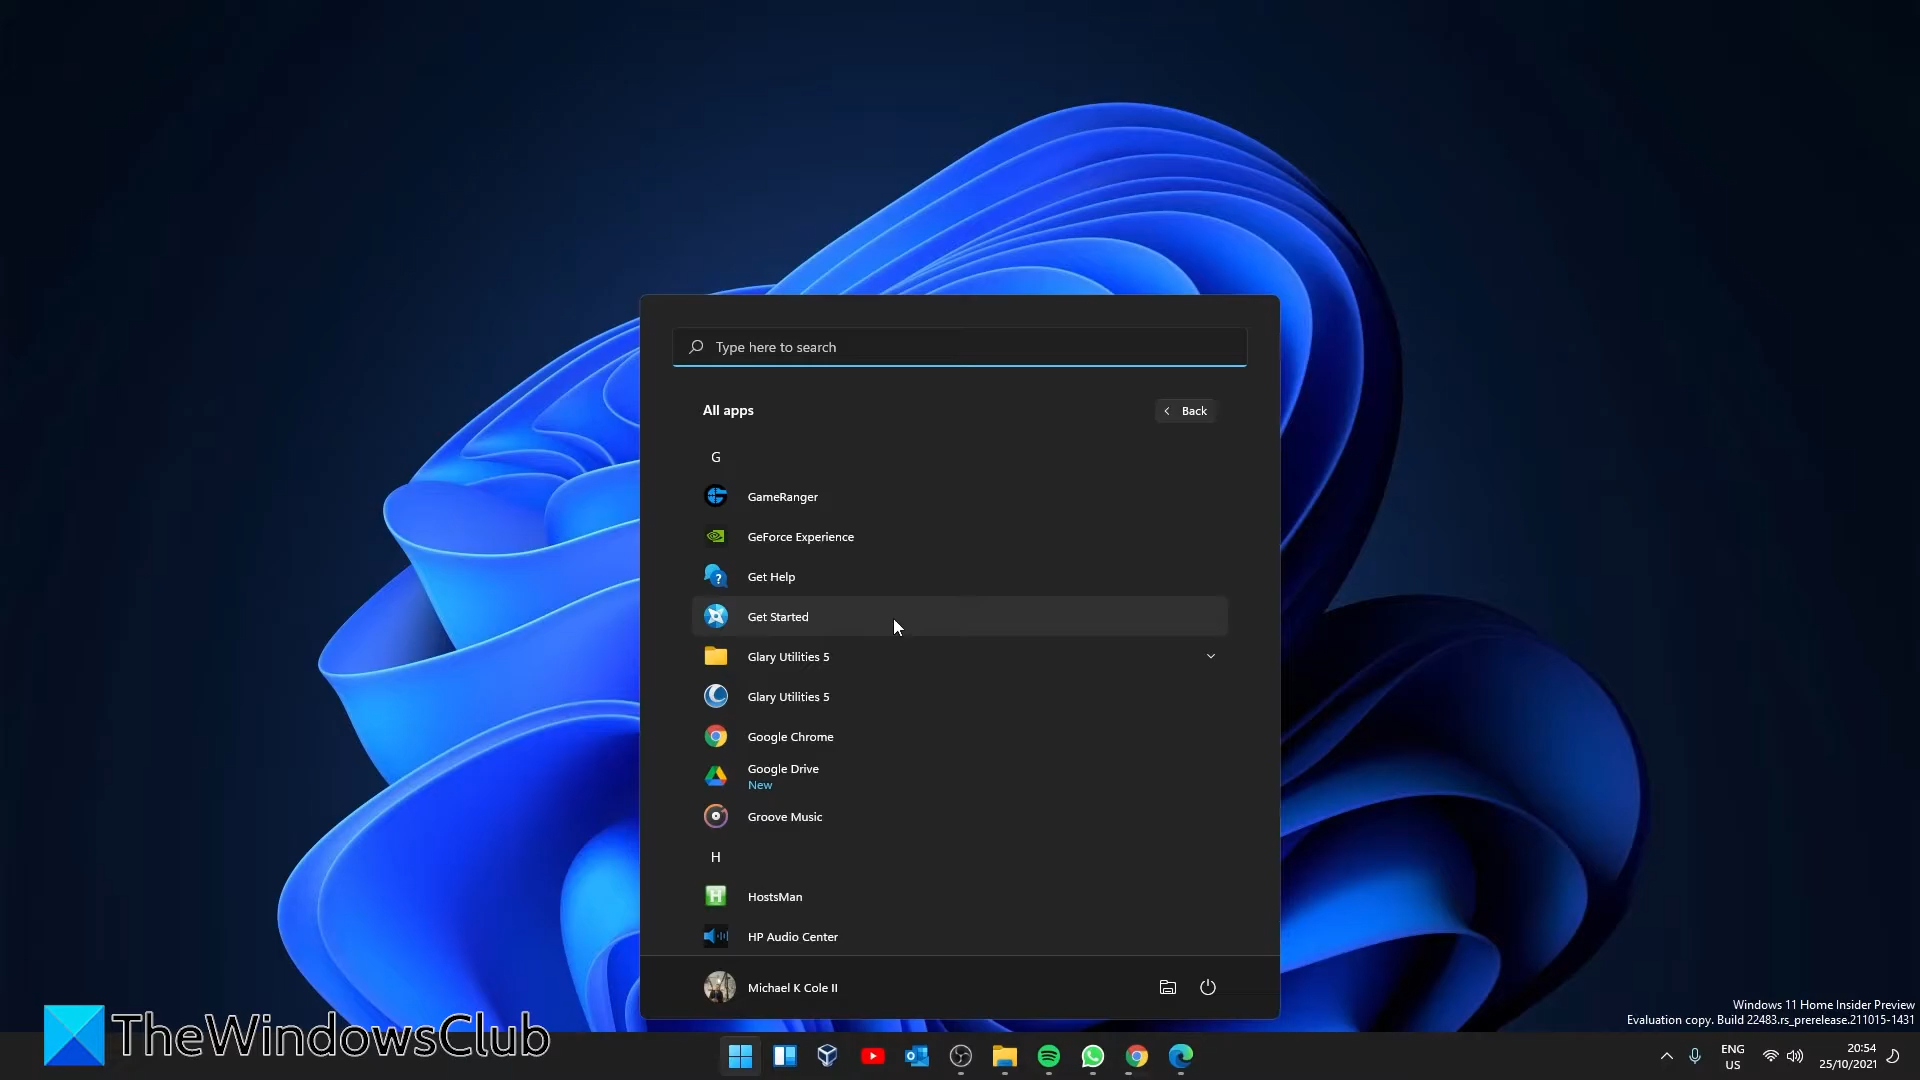 Type here to search
All apps
Back
G
GameRanger
GeForce Experience
Get Help
Get Started
Glary Utilities 5
Glary Utilities 5
Google Chrome
Google Drive
New
Groove Music
H
HostsMan
HP Audio Center
Michael K Cole II
Windows 11 Home Insider Preview
Evaluation copy. Build 22483.rs_prerelease.211015-1431
TheWindowsClub
ENG
US
20:54
25/10/2021